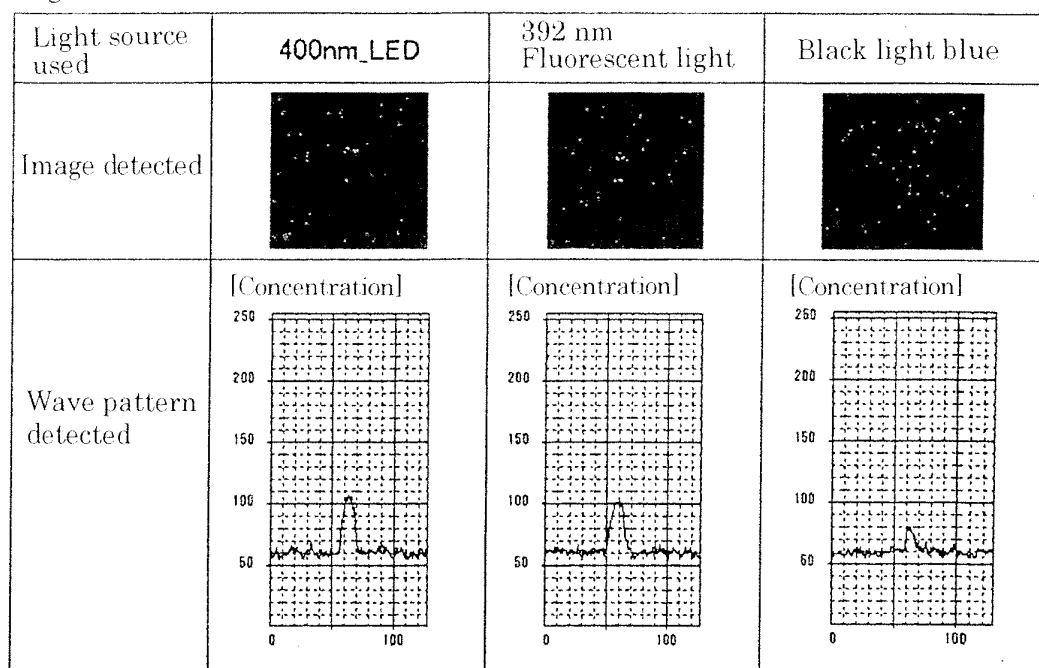 Light source used
400nm_LED
392 nm Fluorescent light
Black light blue
Image detected
Wave pattern detected
[Concentration]
250
200
150
100
50
0
100
[Concentration]
250
200
150
100
50
0
100
[Concentration]
250
200
150
100
50
0
100